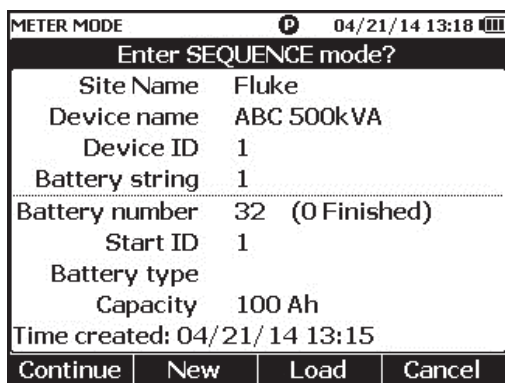 METER MODE P 04/21/14 13:18
Enter SEQUENCE mode?
Site Name Fluke
Device name ABC 500kVA
Device ID 1
Battery string 1
Battery number 32 (0 Finished)
Start ID 1
Battery type
Capacity 100 Ah
Time created: 04/21/14 13:15
Continue New Load Cancel